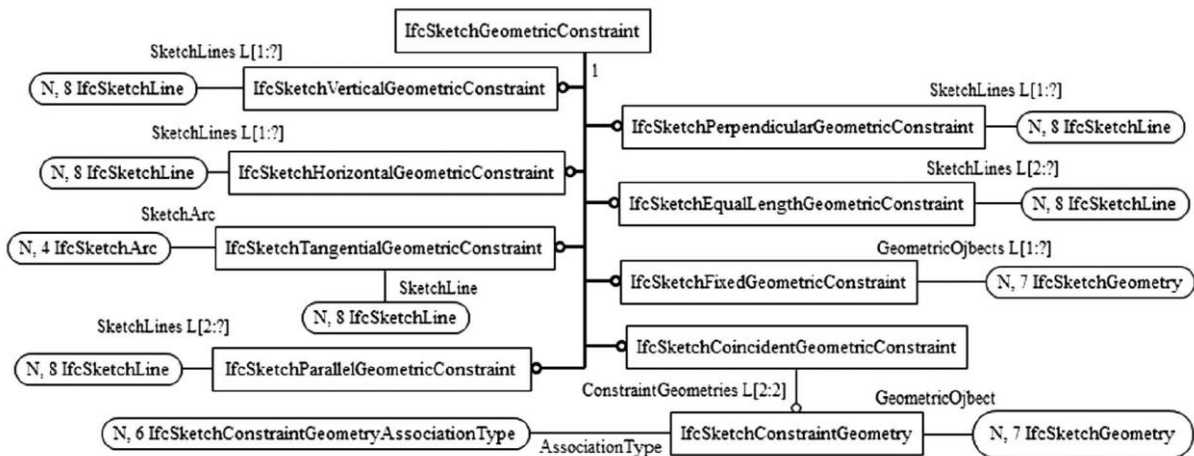 IfcSketchGeometricConstraint
1
SketchLines L[1:?]
N, 8 IfcSketchLine
IfcSketchVerticalGeometricConstraint
SketchLines L[1:?]
IfcSketchPerpendicularGeometricConstraint
N, 8 IfcSketchLine
SketchLines L[1:?]
N, 8 IfcSketchLine
IfcSketchHorizontalGeometricConstraint
SketchLines L[2:?]
IfcSketchEqualLengthGeometricConstraint
N, 8 IfcSketchLine
SketchArc
N, 4 IfcSketchArc
IfcSketchTangentialGeometricConstraint
SketchLine
N, 8 IfcSketchLine
GeometricOjbects L[1:?]
IfcSketchFixedGeometricConstraint
N, 7 IfcSketchGeometry
SketchLines L[2:?]
N, 8 IfcSketchLine
IfcSketchParallelGeometricConstraint
IfcSketchCoincidentGeometricConstraint
ConstraintGeometries L[2:2]
GeometricOjbect
N, 6 IfcSketchConstraintGeometryAssociationType
AssociationType
IfcSketchConstraintGeometry
N, 7 IfcSketchGeometry